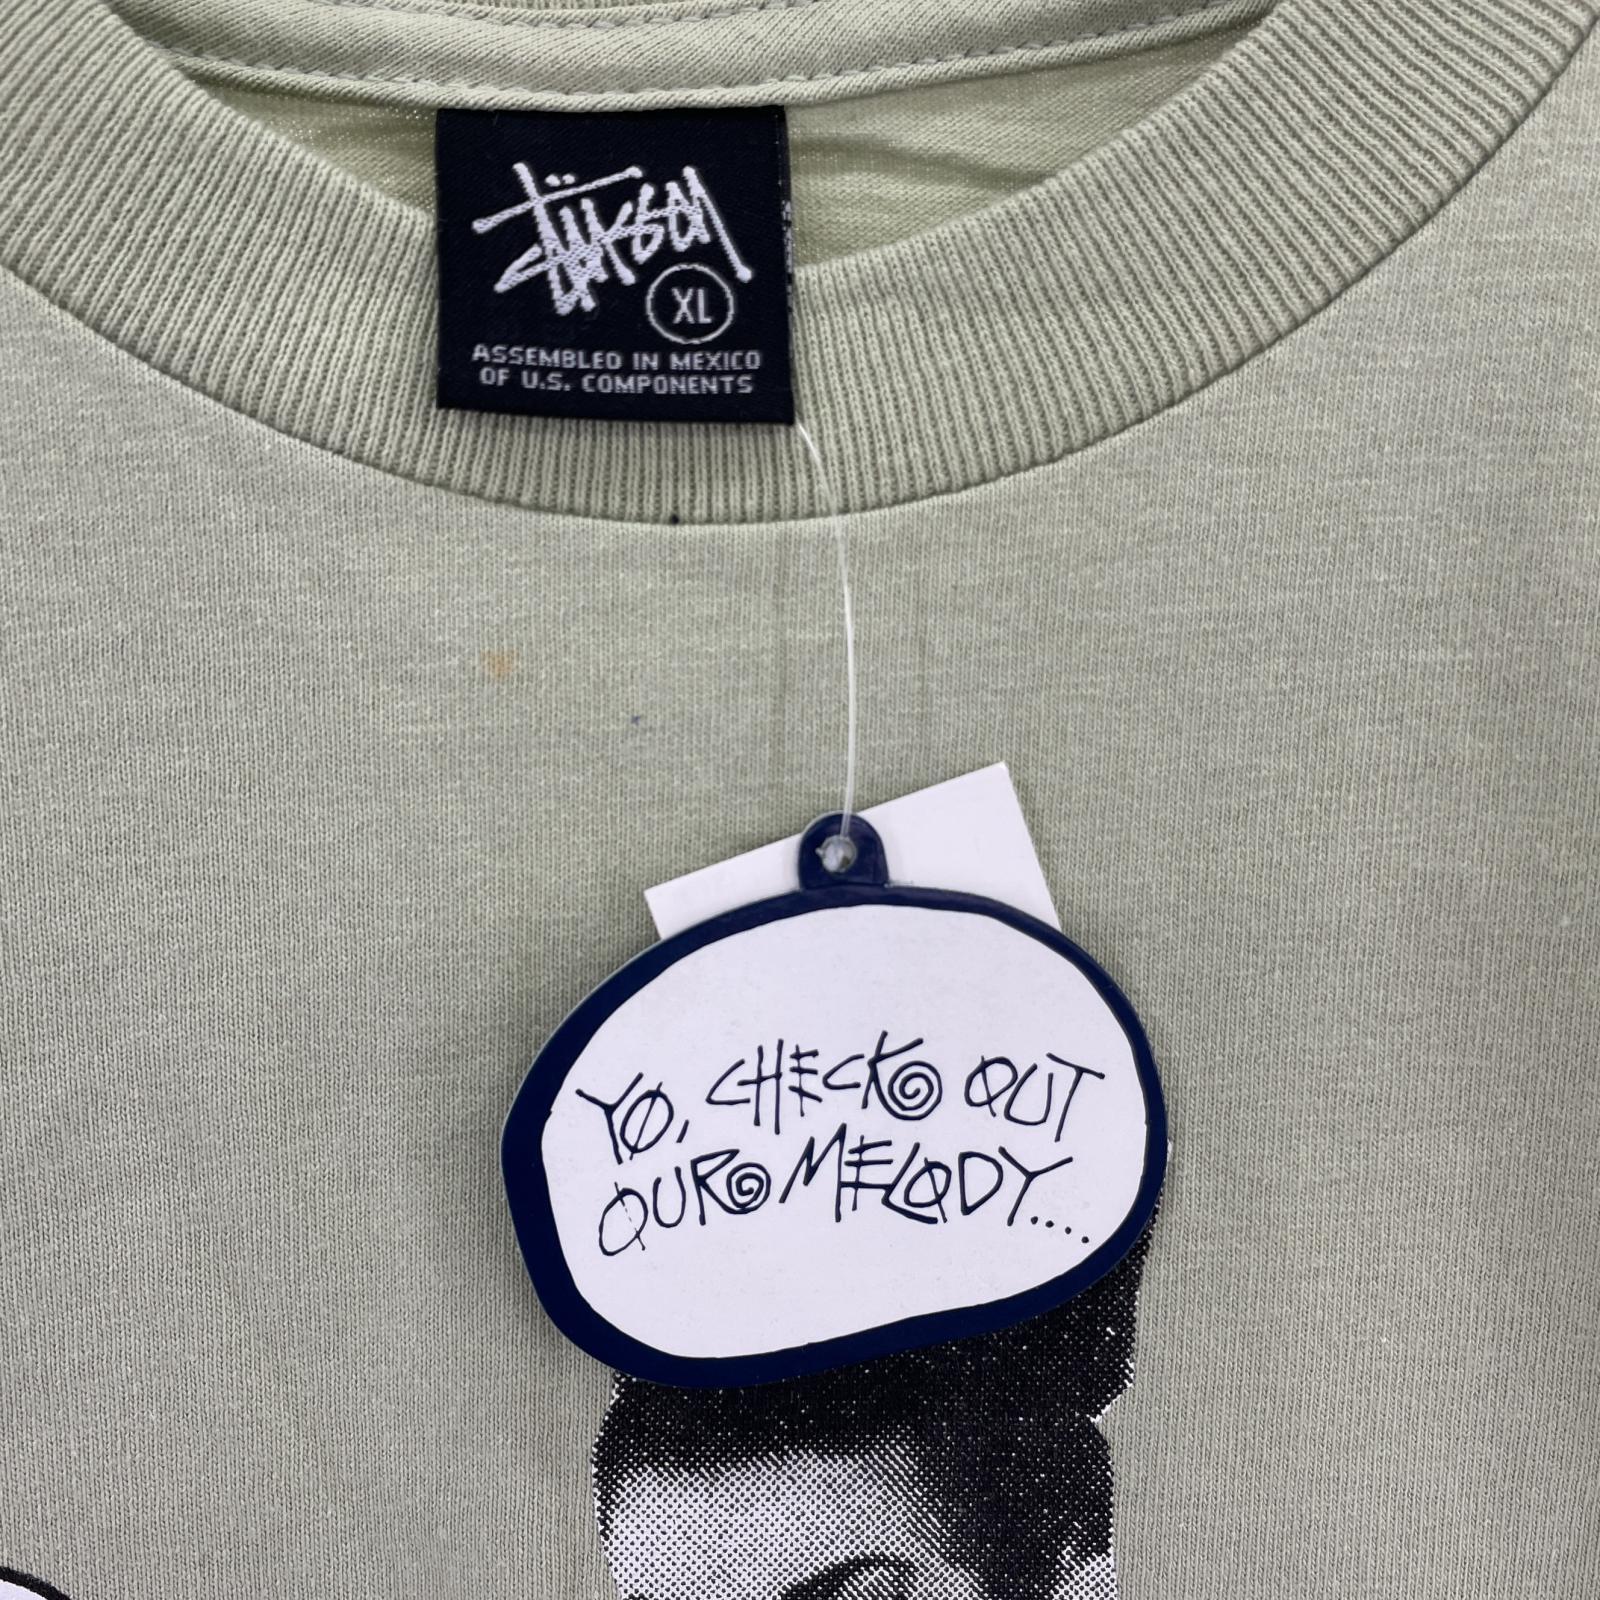 Stüssy
XL
ASSEMBLED IN MEXICO
OF U.S. COMPONENTS
YO, CHECK OUT
OUR MELODY....